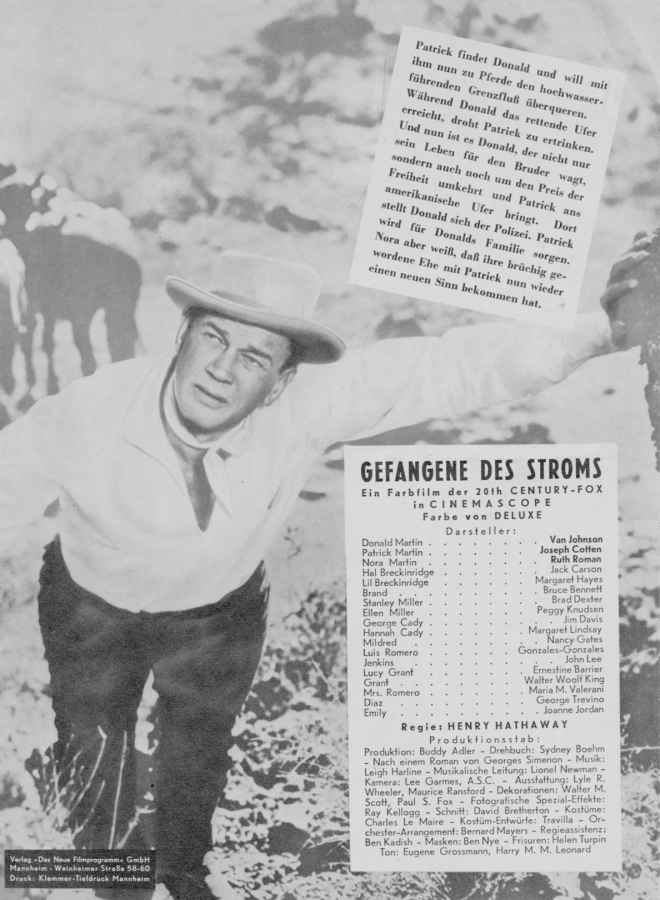 Patrick findet Donald und will mit
ihm nun zu Pferde den hochwasser-
führenden Grenzfluß überqueren.
Während Donald das rettende Ufer
erreicht, droht Patrick zu ertrinken.
Und nun ist es Donald, der nicht nur
sein Leben für den Bruder wagt,
sondern auch noch um den Preis der
Freiheit umkehrt und Patrick ans
amerikanische Ufer bringt. Dort
stellt Donald sich der Polizei. Patrick
wird für Donalds Familie sorgen.
Nora aber weiß, daß ihre brüchig ge-
wordene Ehe mit Patrick nun wieder
einen neuen Sinn bekommen hat.
GEFANGENE DES STROMS
Ein Farbfilm der 20th CENTURY-FOX
in CINEMASCOPE
Farbe von DELUXE
Darsteller:
Donald Martin . . . . . . . . Van Johnson
Patrick Martin . . . . . . . . Joseph Cotten
Nora Martin . . . . . . . . Ruth Roman
Hal Breckinridge . . . . . . . Jack Carson
Lil Breckinridge . . . . . . . Margaret Hayes
Brand . . . . . . . . . . Bruce Bennett
Stanley Miller . . . . . . . . Brad Dexter
Ellen Miller . . . . . . . . Peggy Knudsen
George Cady . . . . . . . . . Jim Davis
Hannah Cady . . . . . . . Margaret Lindsay
Mildred . . . . . . . . . Nancy Gates
Luis Romero . . . . . . . Gonzales-Gonzales
Jenkins . . . . . . . . . . John Lee
Lucy Grant . . . . . . . . Ernestine Barrier
Grant . . . . . . . . . Walter Woolf King
Mrs. Romero . . . . . . . Maria M. Valerani
Diaz . . . . . . . . . . George Trevino
Emily . . . . . . . . . . Joanne Jordan
Regie: HENRY HATHAWAY
Produktionsstab:
Produktion: Buddy Adler - Drehbuch: Sydney Boehm
- Nach einem Roman von Georges Simenon - Musik:
Leigh Harline - Musikalische Leitung: Lionel Newman -
Kamera: Lee Garmes, A.S.C. - Ausstattung: Lyle R.
Wheeler, Maurice Ransford - Dekorationen: Walter M.
Scott, Paul S. Fox - Fotografische Spezial-Effekte:
Ray Kellogg - Schnitt: David Bretherton - Kostüme:
Charles Le Maire - Kostüm-Entwürfe: Travilla - Or-
chester-Arrangement: Bernard Mayers - Regieassistenz:
Ben Kadish - Masken: Ben Nye - Frisuren: Helen Turpin
Ton: Eugene Grossmann, Harry M. M. Leonard
Verlag »Das Neue Filmprogramm« GmbH
Mannheim - Weinheimer Straße 58-60
Druck: Klammer-Tiefdruck Mannheim